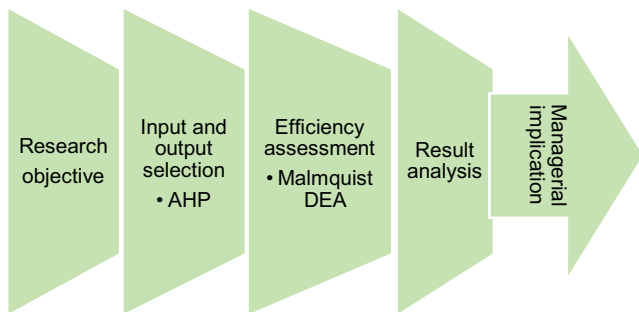 Research
objective
Input and
output
selection
• AHP
Efficiency
assessment
• Malmquist
DEA
Result
analysis
Managerial
implication